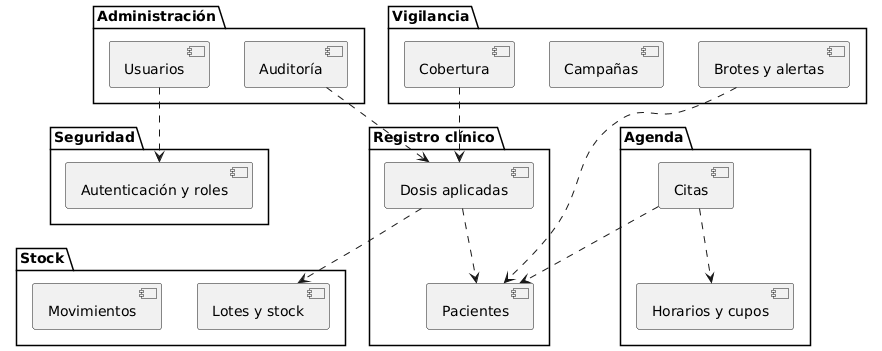 Administración
Vigilancia
Usuarios
Auditoría
Cobertura
Campañas
Brotes y alertas
Seguridad
Registro clínico
Agenda
Autenticación y roles
Dosis aplicadas
Citas
Stock
Movimientos
Lotes y stock
Pacientes
Horarios y cupos